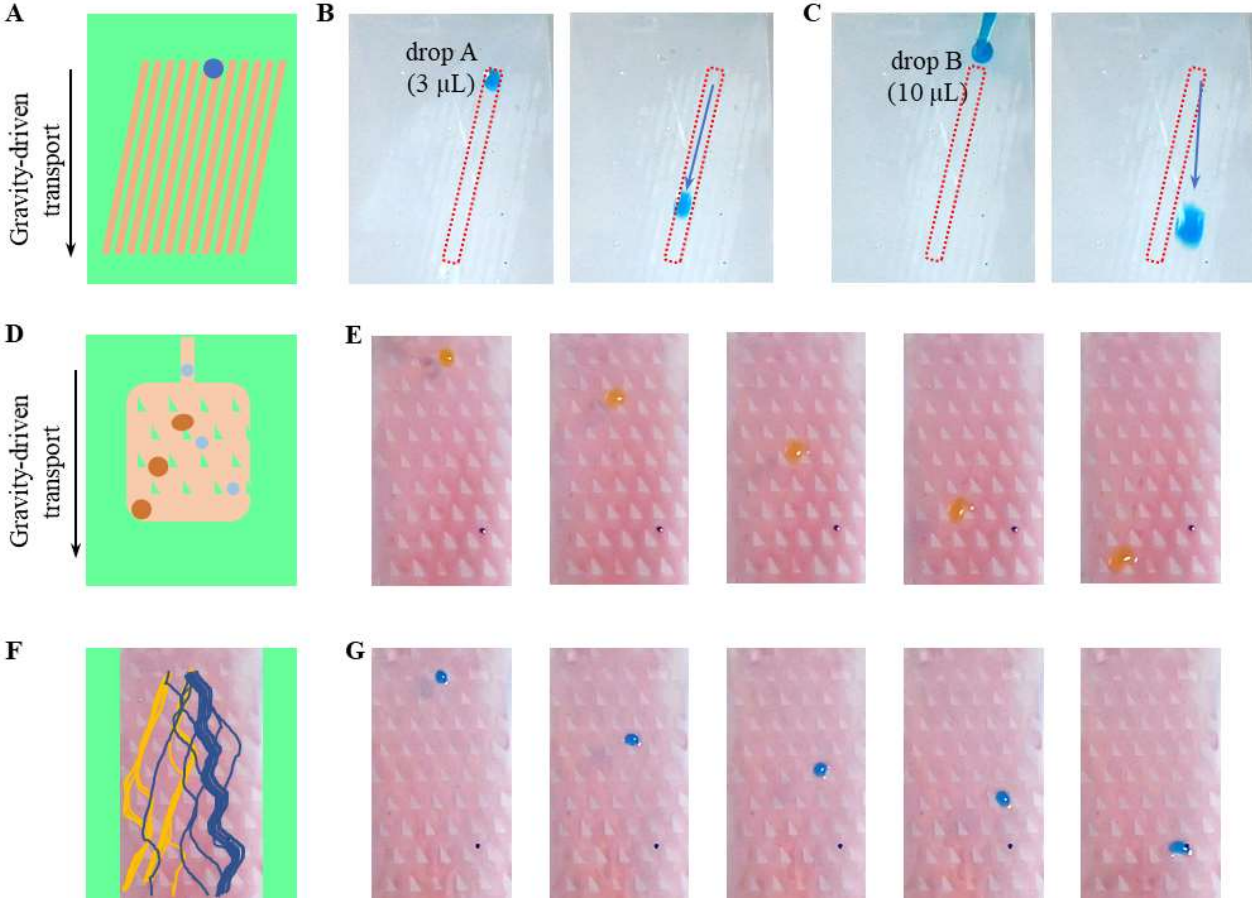 A
B
C
Gravity-driven
transport
drop A
(3 µL)
drop B
(10 µL)
D
E
Gravity-driven
transport
F
G